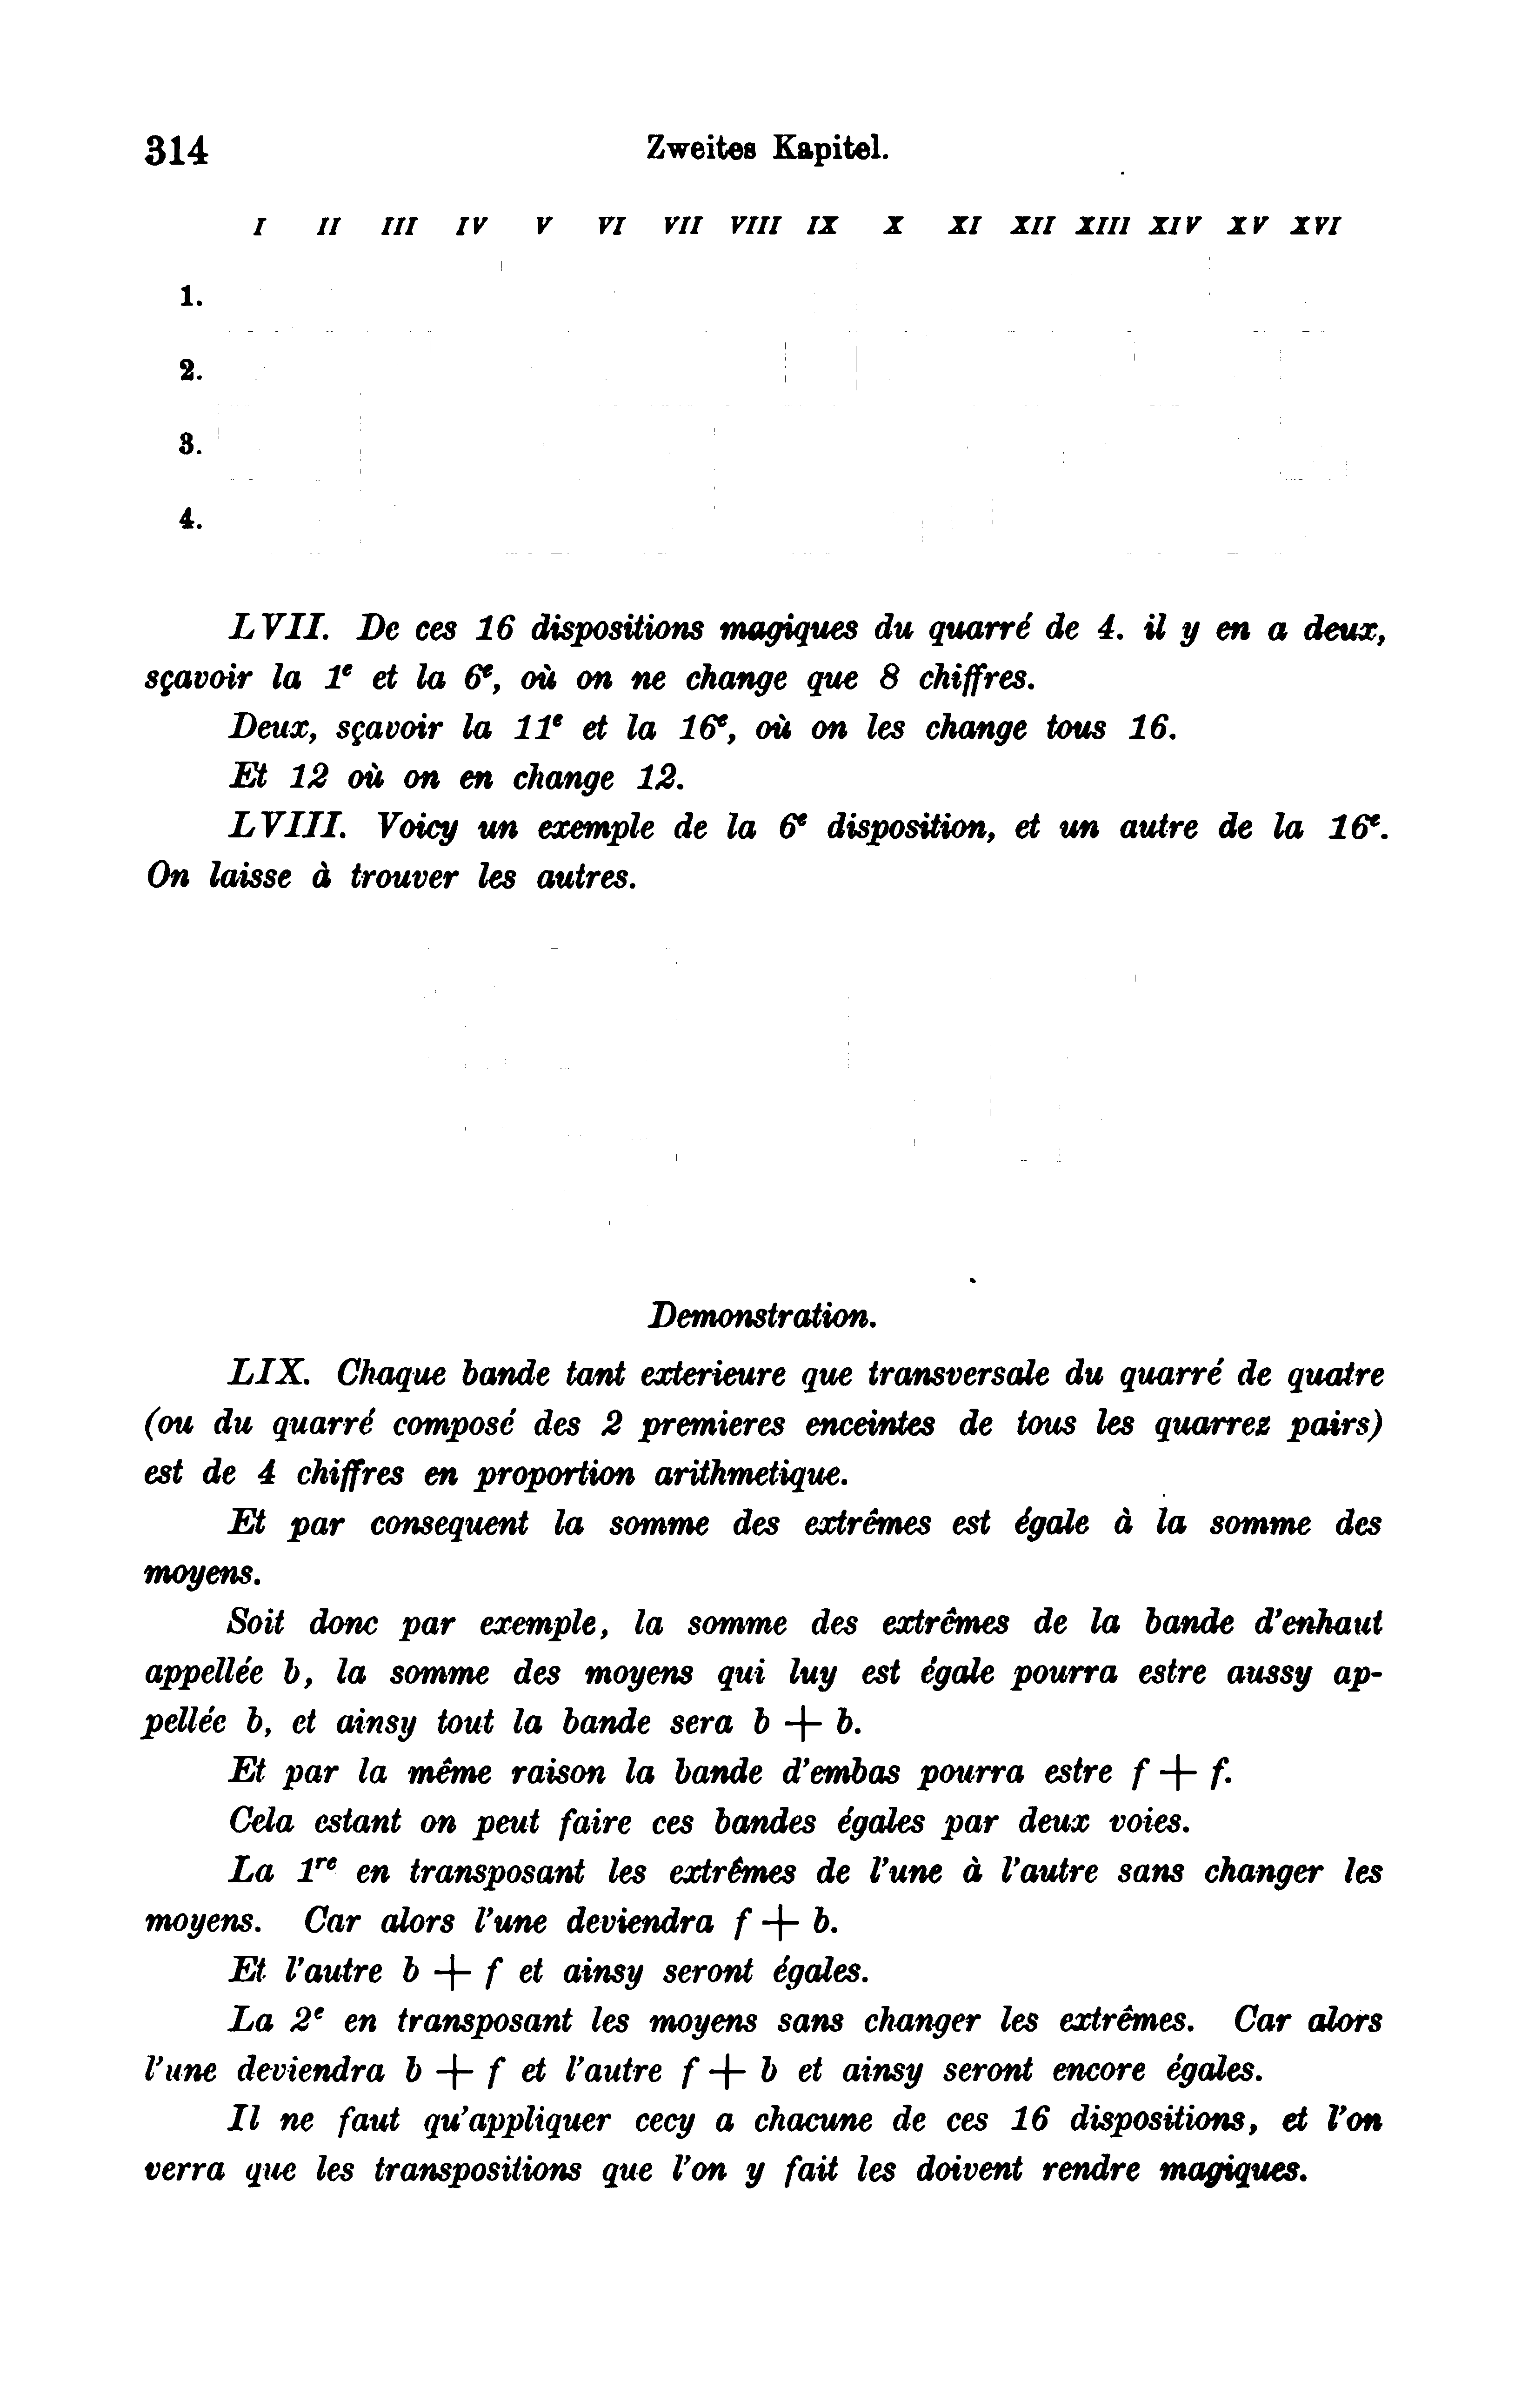 314 Zweites Kapitel.
I II III IV V VI VII VIII IX X XI XII XIII XIV XV XVI
1.
2.
3.
4.
LVII. De ces 16 dispositions magiques du quarré de 4. il y en a deux,
sçavoir la 1e et la 6e, où on ne change que 8 chiffres.
Deux, sçavoir la 11e et la 16e, où on les change tous 16.
Et 12 où on en change 12.
LVIII. Voicy un exemple de la 6e disposition, et un autre de la 16e.
On laisse à trouver les autres.
Demonstration.
LIX. Chaque bande tant exterieure que transversale du quarré de quatre
(ou du quarré composé des 2 premieres enceintes de tous les quarrez pairs)
est de 4 chiffres en proportion arithmetique.
Et par consequent la somme des extrêmes est égale à la somme des
moyens.
Soit donc par exemple, la somme des extrêmes de la bande d'enhaut
appellée b, la somme des moyens qui luy est égale pourra estre aussy ap-
pellée b, et ainsy tout la bande sera b + b.
Et par la même raison la bande d'embas pourra estre f + f.
Cela estant on peut faire ces bandes égales par deux voies.
La 1re en transposant les extrêmes de l'une à l'autre sans changer les
moyens. Car alors l'une deviendra f + b.
Et l'autre b + f et ainsy seront égales.
La 2e en transposant les moyens sans changer les extrêmes. Car alors
l'une deviendra b + f et l'autre f + b et ainsy seront encore égales.
Il ne faut qu'appliquer cecy a chacune de ces 16 dispositions, et l'on
verra que les transpositions que l'on y fait les doivent rendre magiques.